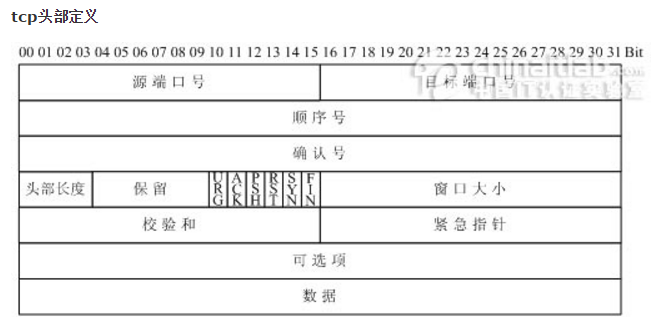 tcp头部定义
00 01 02 03 04 05 06 07 08 09 10 11 12 13 14 15 16 17 18 19 20 21 22 23 24 25 26 27 28 29 30 31 Bit
源端口号 目标端口号
chinaitlab.com
中国IT认证实验室
顺序号
确认号
头部长度 保留 URG ACK PSH RST SYN FIN 窗口大小
校验和 紧急指针
可选项
数据